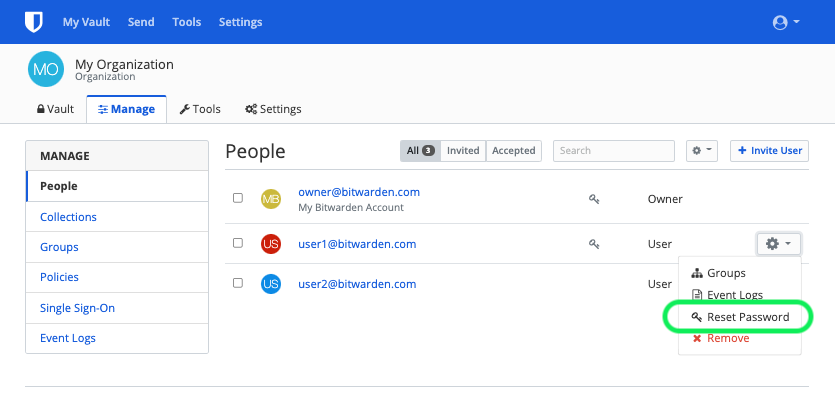 My Vault Send Tools Settings
MO My Organization
Organization
Vault Manage Tools Settings
MANAGE
People
Collections
Groups
Policies
Single Sign-On
Event Logs
People All 3 Invited Accepted Search + Invite User
MB owner@bitwarden.com Owner
My Bitwarden Account
US user1@bitwarden.com User
US user2@bitwarden.com User
Groups
Event Logs
Reset Password
Remove